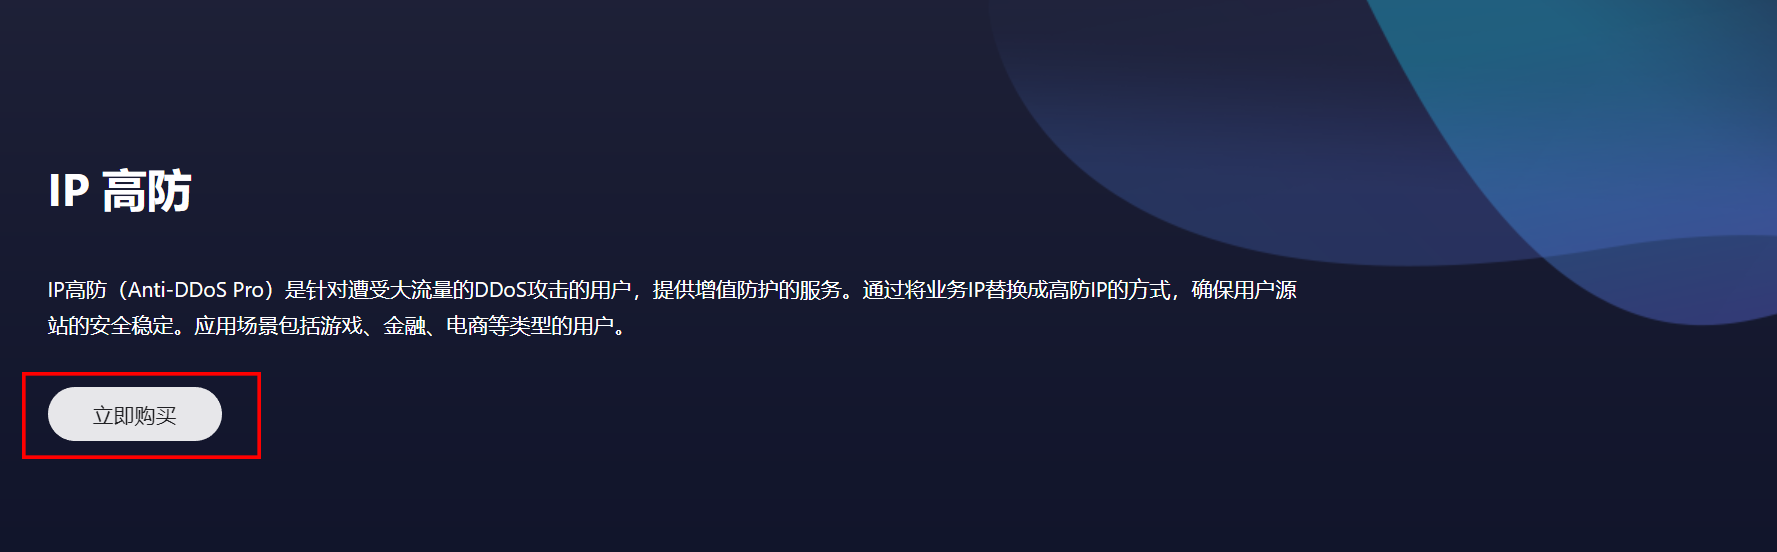 IP 高防
IP高防（Anti-DDoS Pro）是针对遭受大流量的DDoS攻击的用户，提供增值防护的服务。通过将业务IP替换成高防IP的方式，确保用户源
站的安全稳定。应用场景包括游戏、金融、电商等类型的用户。
立即购买